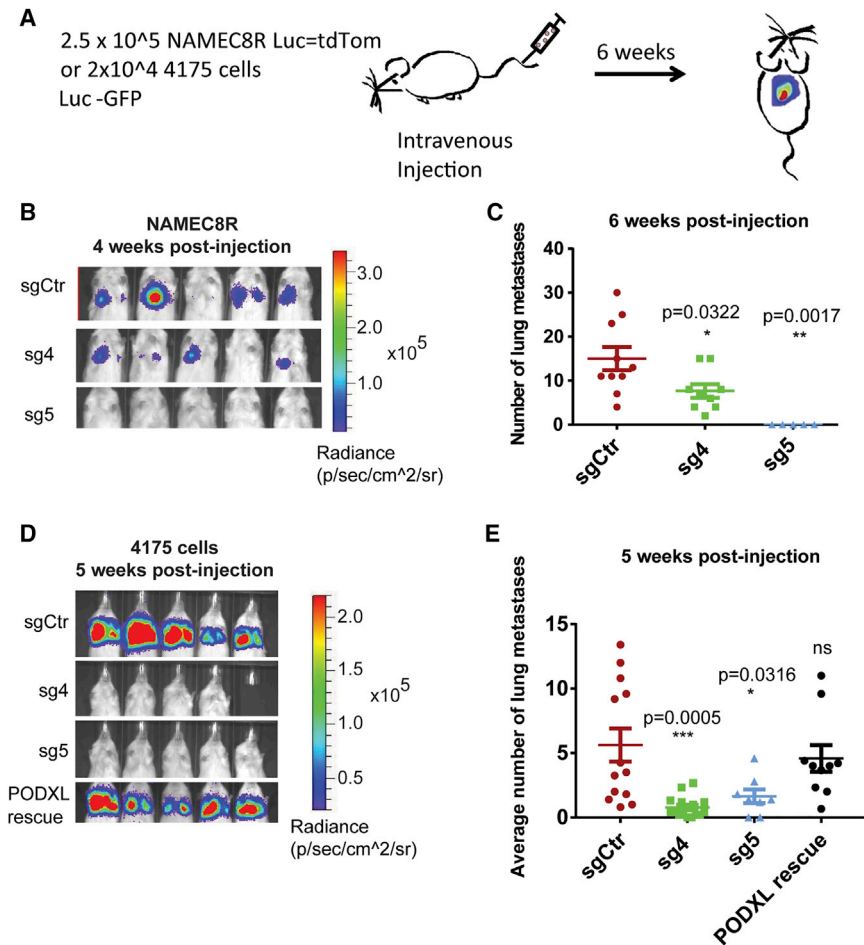 A
2.5 x 10^5 NAMEC8R Luc=tdTom
or 2x10^4 4175 cells
Luc -GFP
Intravenous
Injection
6 weeks
B
NAMEC8R
4 weeks post-injection
sgCtr
sg4
sg5
3.0
2.0
1.0
x10^5
Radiance
(p/sec/cm^2/sr)
C
6 weeks post-injection
Number of lung metastases
40
30
20
10
0
p=0.0322
*
p=0.0017
**
sgCtr
sg4
sg5
D
4175 cells
5 weeks post-injection
sgCtr
sg4
sg5
PODXL
rescue
2.0
1.5
1.0
0.5
x10^5
Radiance
(p/sec/cm^2/sr)
E
5 weeks post-injection
Average number of lung metastases
15
10
5
0
p=0.0005
***
p=0.0316
*
ns
sgCtr
sg4
sg5
PODXL rescue